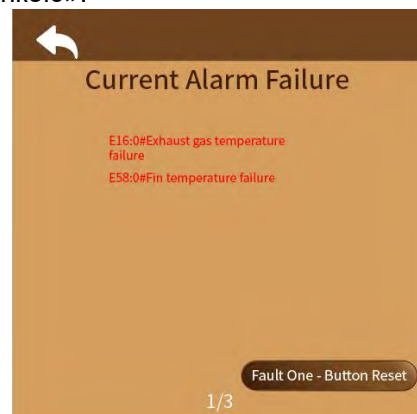 Current Alarm Failure
E16:0#Exhaust gas temperature
failure
E58:0#Fin temperature failure
Fault One - Button Reset
1/3